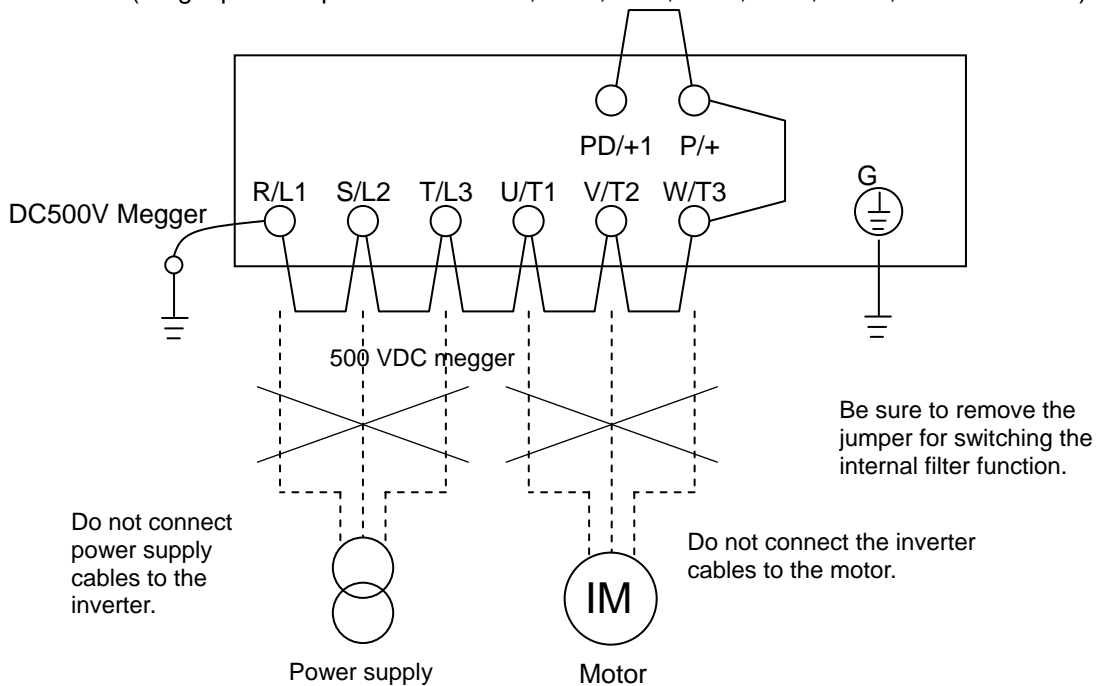 PD/+1 P/+
G
R/L1 S/L2 T/L3 U/T1 V/T2 W/T3
DC500V Megger
500 VDC megger
Be sure to remove the
jumper for switching the
internal filter function.
Do not connect
power supply
cables to the
inverter.
Do not connect the inverter
cables to the motor.
IM
Power supply
Motor